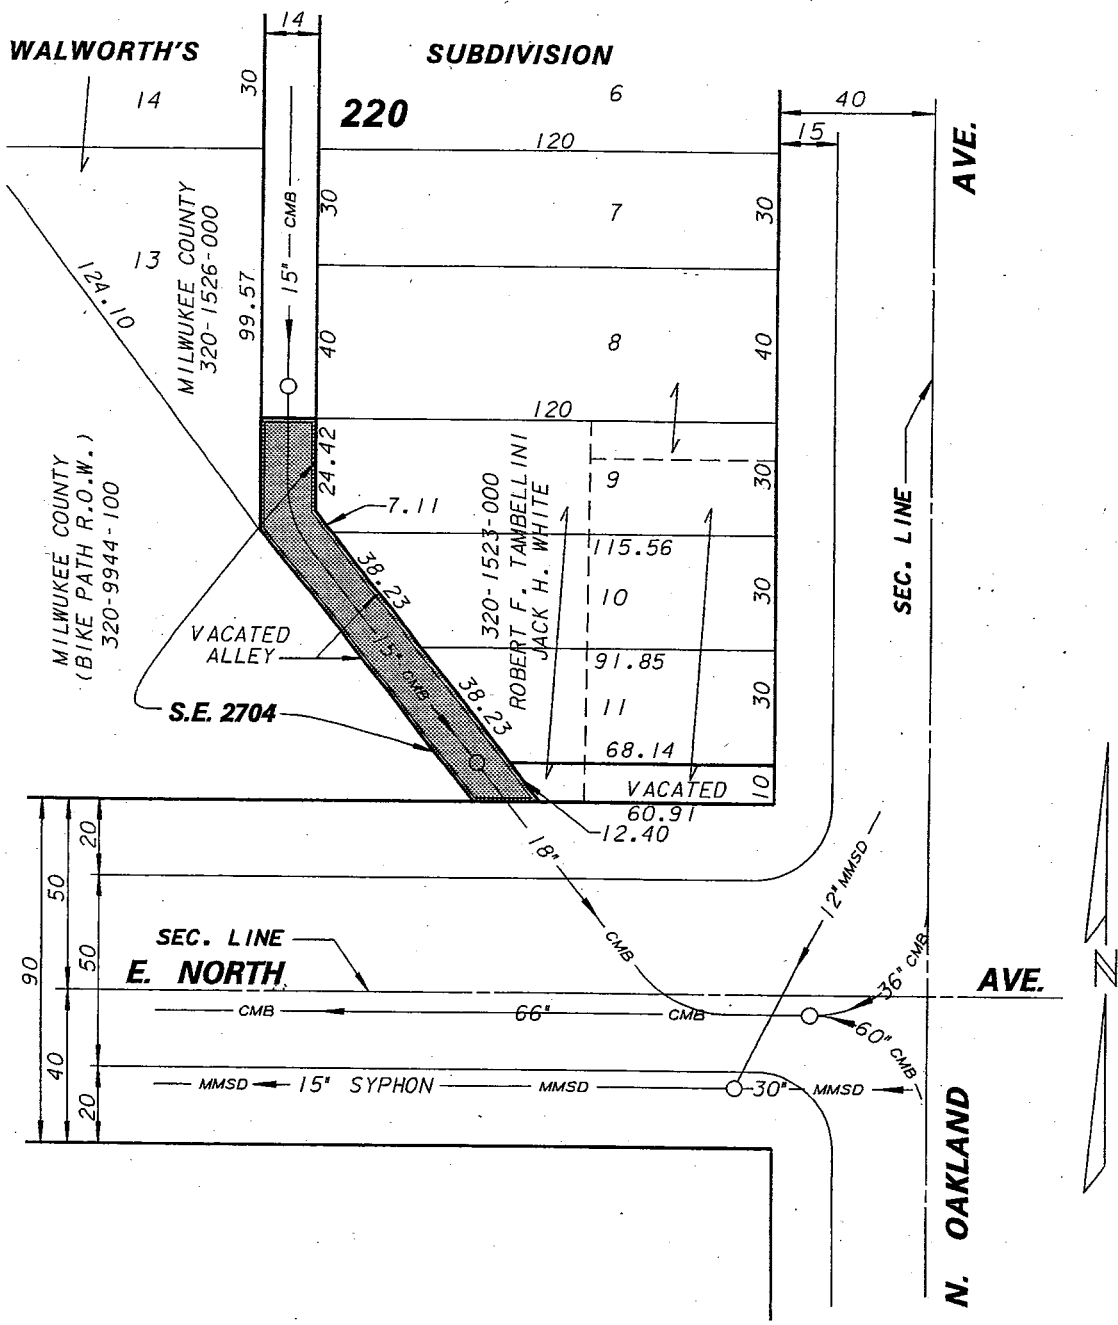 14
WALWORTH'S
SUBDIVISION
14
30
220
6
40
15
120
AVE.
MILWUKEE COUNTY
320-1526-000
15" CMB
30
7
30
13
124.10
99.57
40
8
40
120
SEC. LINE
MILWUKEE COUNTY
(BIKE PATH R.O.W.)
320-9944-100
24.42
7.11
320-1523-000
ROBERT F. TAMBELLINI
JACK H. WHITE
9
30
115.56
38.23
10
30
VACATED
ALLEY
15" CMB
91.85
38.23
11
30
S.E. 2704
68.14
VACATED
10
60.91
12.40
20
18"
CMB
12" MMSD
50
90
50
SEC. LINE
E. NORTH
AVE.
36" CMB
CMB
66"
CMB
60" CMB
N
40
MMSD
15" SYPHON
MMSD
30"
MMSD
20
N. OAKLAND